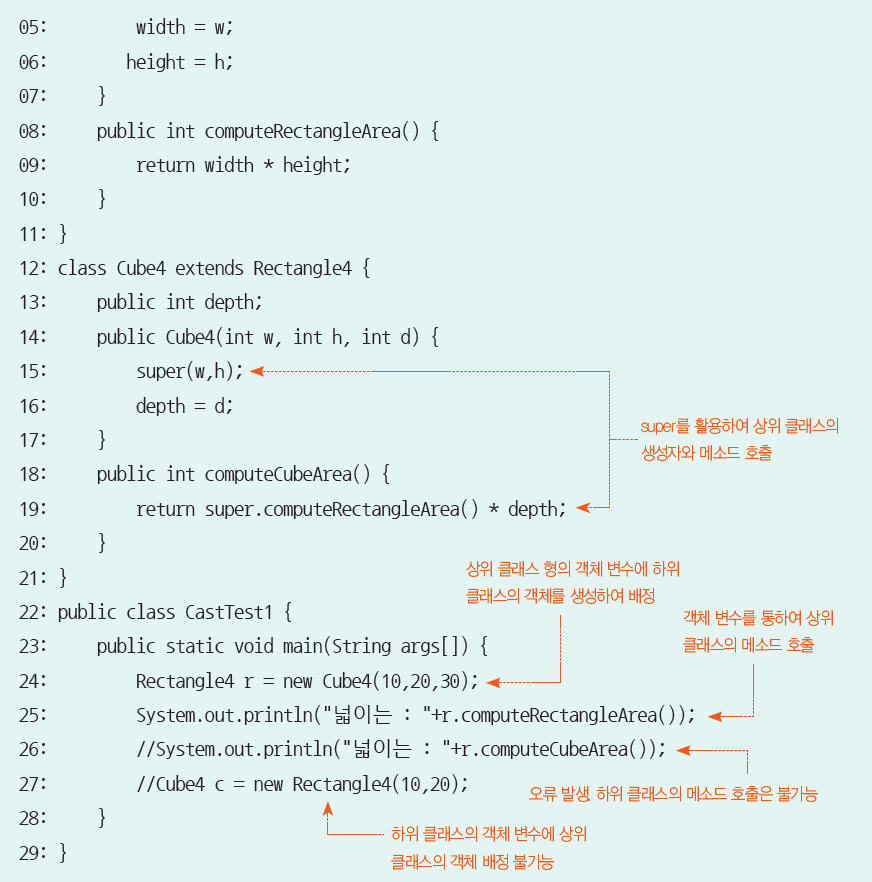 05:         width = w;
06:        height = h;
07:     }
08:     public int computeRectangleArea() {
09:         return width * height;
10:     }
11: }
12: class Cube4 extends Rectangle4 {
13:     public int depth;
14:     public Cube4(int w, int h, int d) {
15:         super(w,h);
16:         depth = d;
super를 활용하여 상위 클래스의
생성자와 메소드 호출
17:     }
18:     public int computeCubeArea() {
19:         return super.computeRectangleArea() * depth;
20:     }
21: }
상위 클래스 형의 객체 변수에 하위
클래스의 객체를 생성하여 배정
22: public class CastTest1 {
객체 변수를 통하여 상위
클래스의 메소드 호출
23:     public static void main(String args[]) {
24:         Rectangle4 r = new Cube4(10,20,30);
25:         System.out.println("넓이는 : "+r.computeRectangleArea());
26:         //System.out.println("넓이는 : "+r.computeCubeArea());
27:         //Cube4 c = new Rectangle4(10,20);
오류 발생. 하위 클래스의 메소드 호출은 불가능
28:     }
하위 클래스의 객체 변수에 상위
클래스의 객체 배정 불가능
29: }